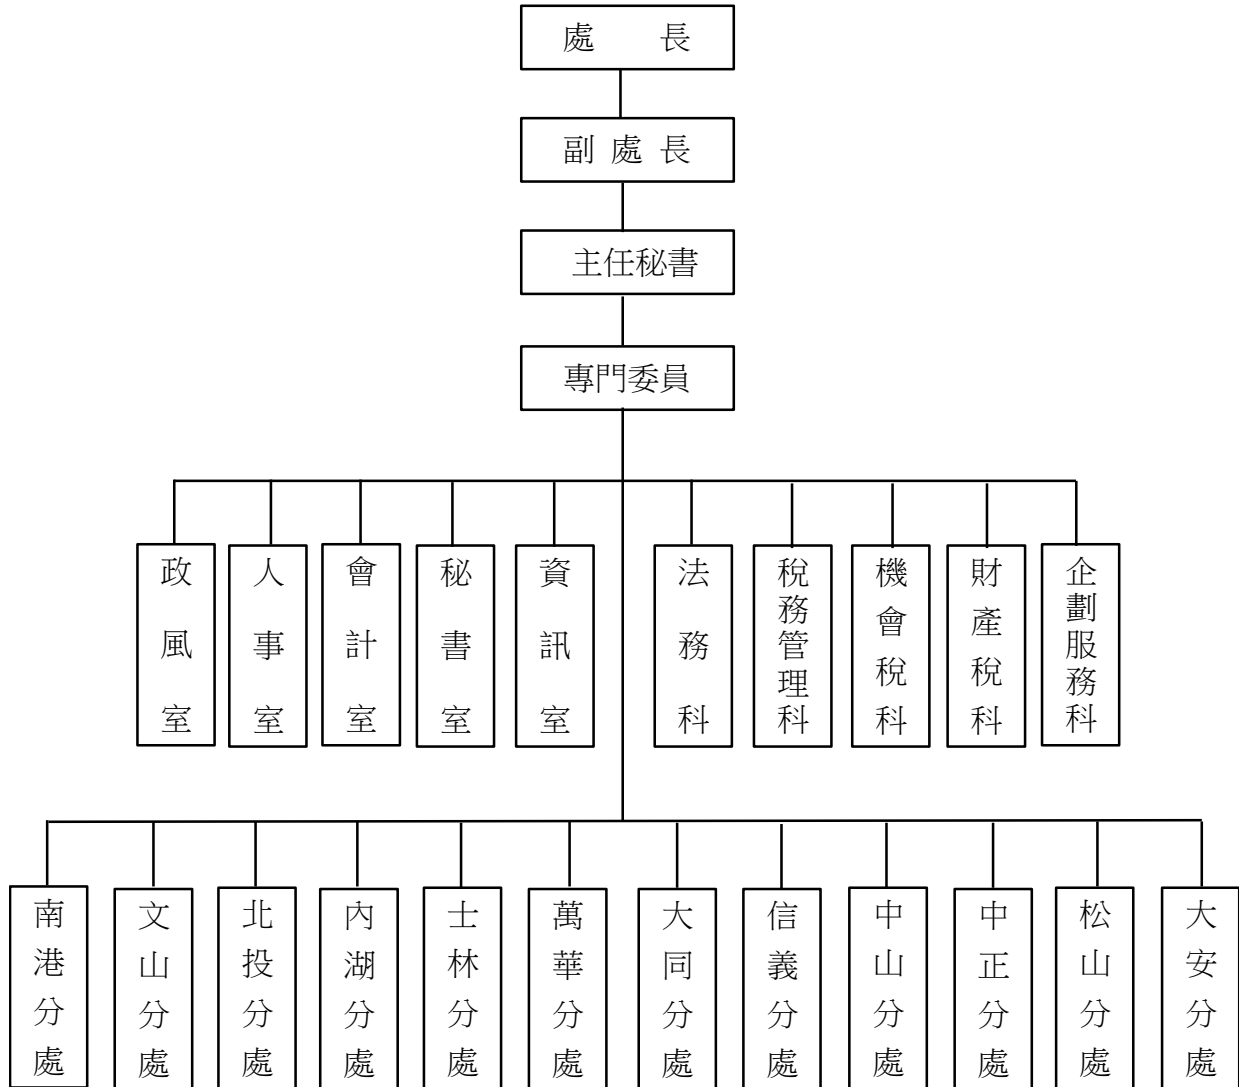 處長
副處長
主任秘書
專門委員
政風室
人事室
會計室
秘書室
資訊室
法務科
稅務管理科
機會稅科
財產稅科
企劃服務科
南港分處
文山分處
北投分處
內湖分處
士林分處
萬華分處
大同分處
信義分處
中山分處
中正分處
松山分處
大安分處